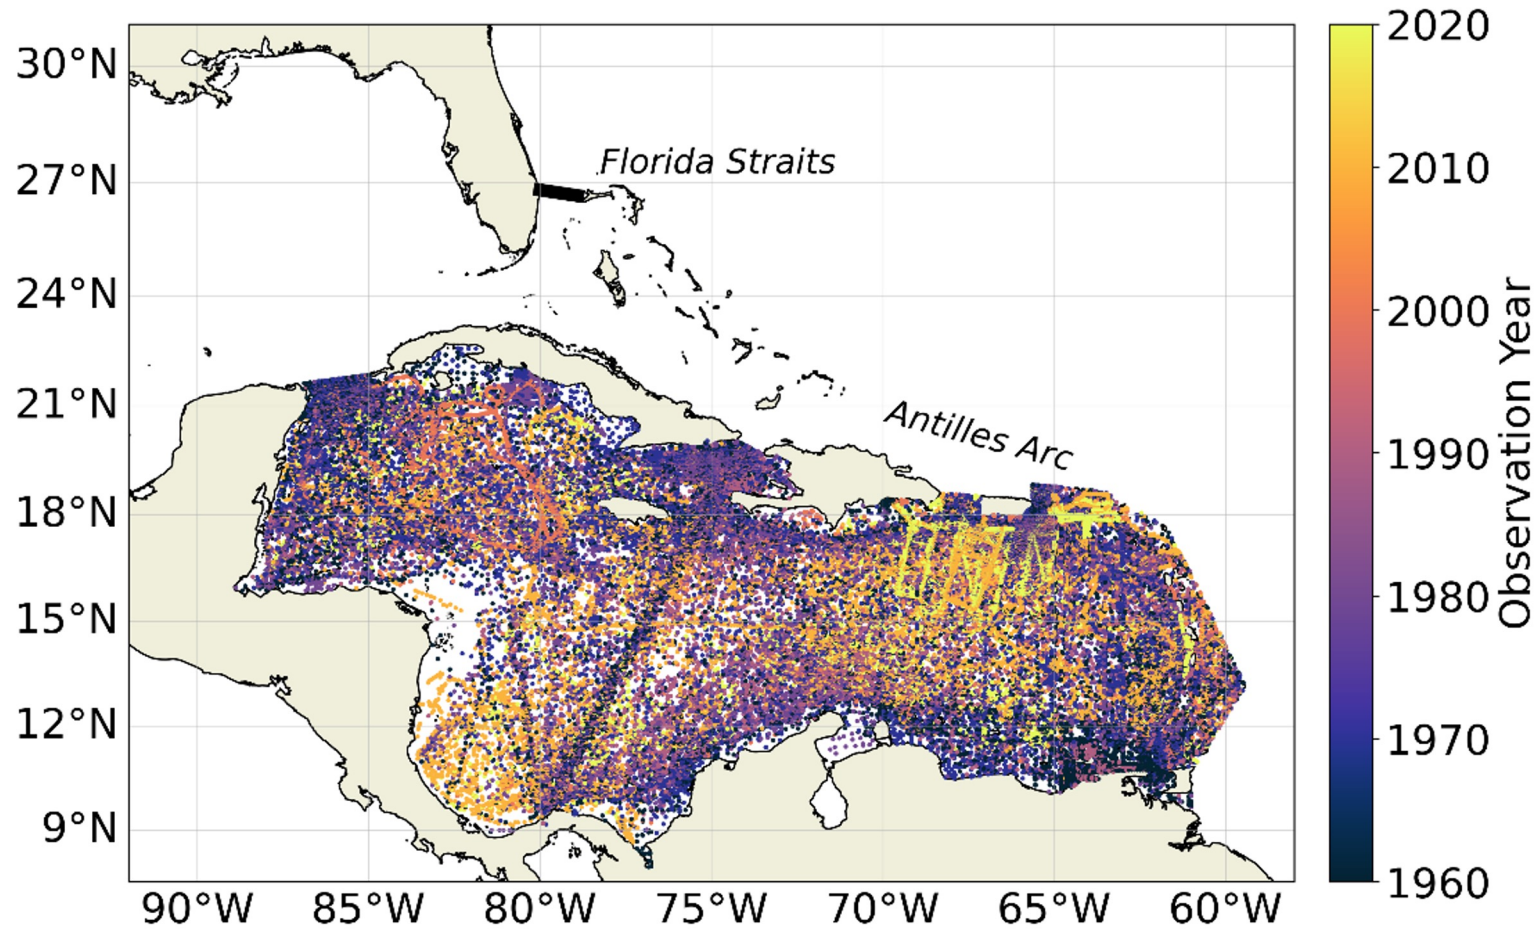 30°N
27°N
24°N
21°N
18°N
15°N
12°N
9°N
90°W
85°W
80°W
75°W
70°W
65°W
60°W
Florida Straits
Antilles Arc
2020
2010
2000
1990
1980
1970
1960
Observation Year